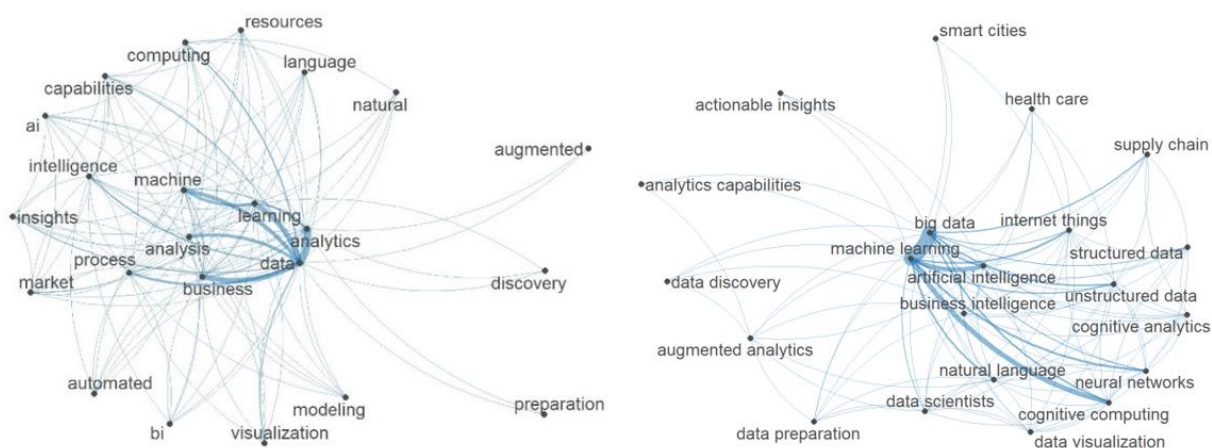 resources
computing
language
capabilities
natural
ai
augmented
intelligence
machine
learning
insights
analysis
analytics
process
data
market
business
discovery
automated
modeling
preparation
bi
visualization
smart cities
actionable insights
health care
supply chain
analytics capabilities
big data
internet things
machine learning
structured data
artificial intelligence
data discovery
business intelligence
unstructured data
cognitive analytics
augmented analytics
natural language
neural networks
data scientists
cognitive computing
data preparation
data visualization